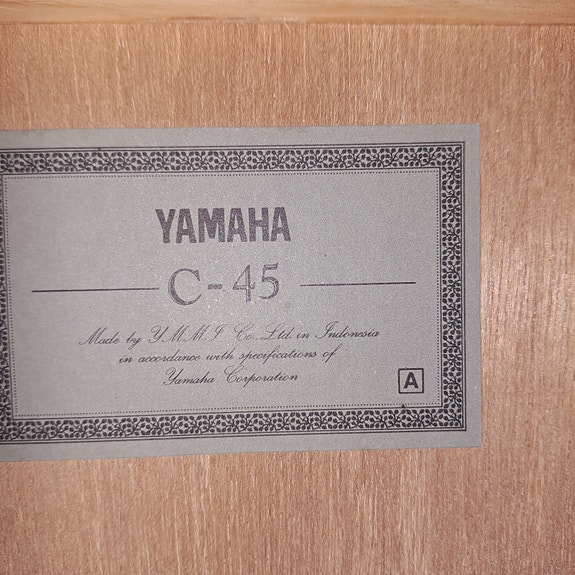 YAMAHA
C-45
Made by Y.M.M.I Co. Ltd. in Indonesia
in accordance with specifications of
Yamaha Corporation
A